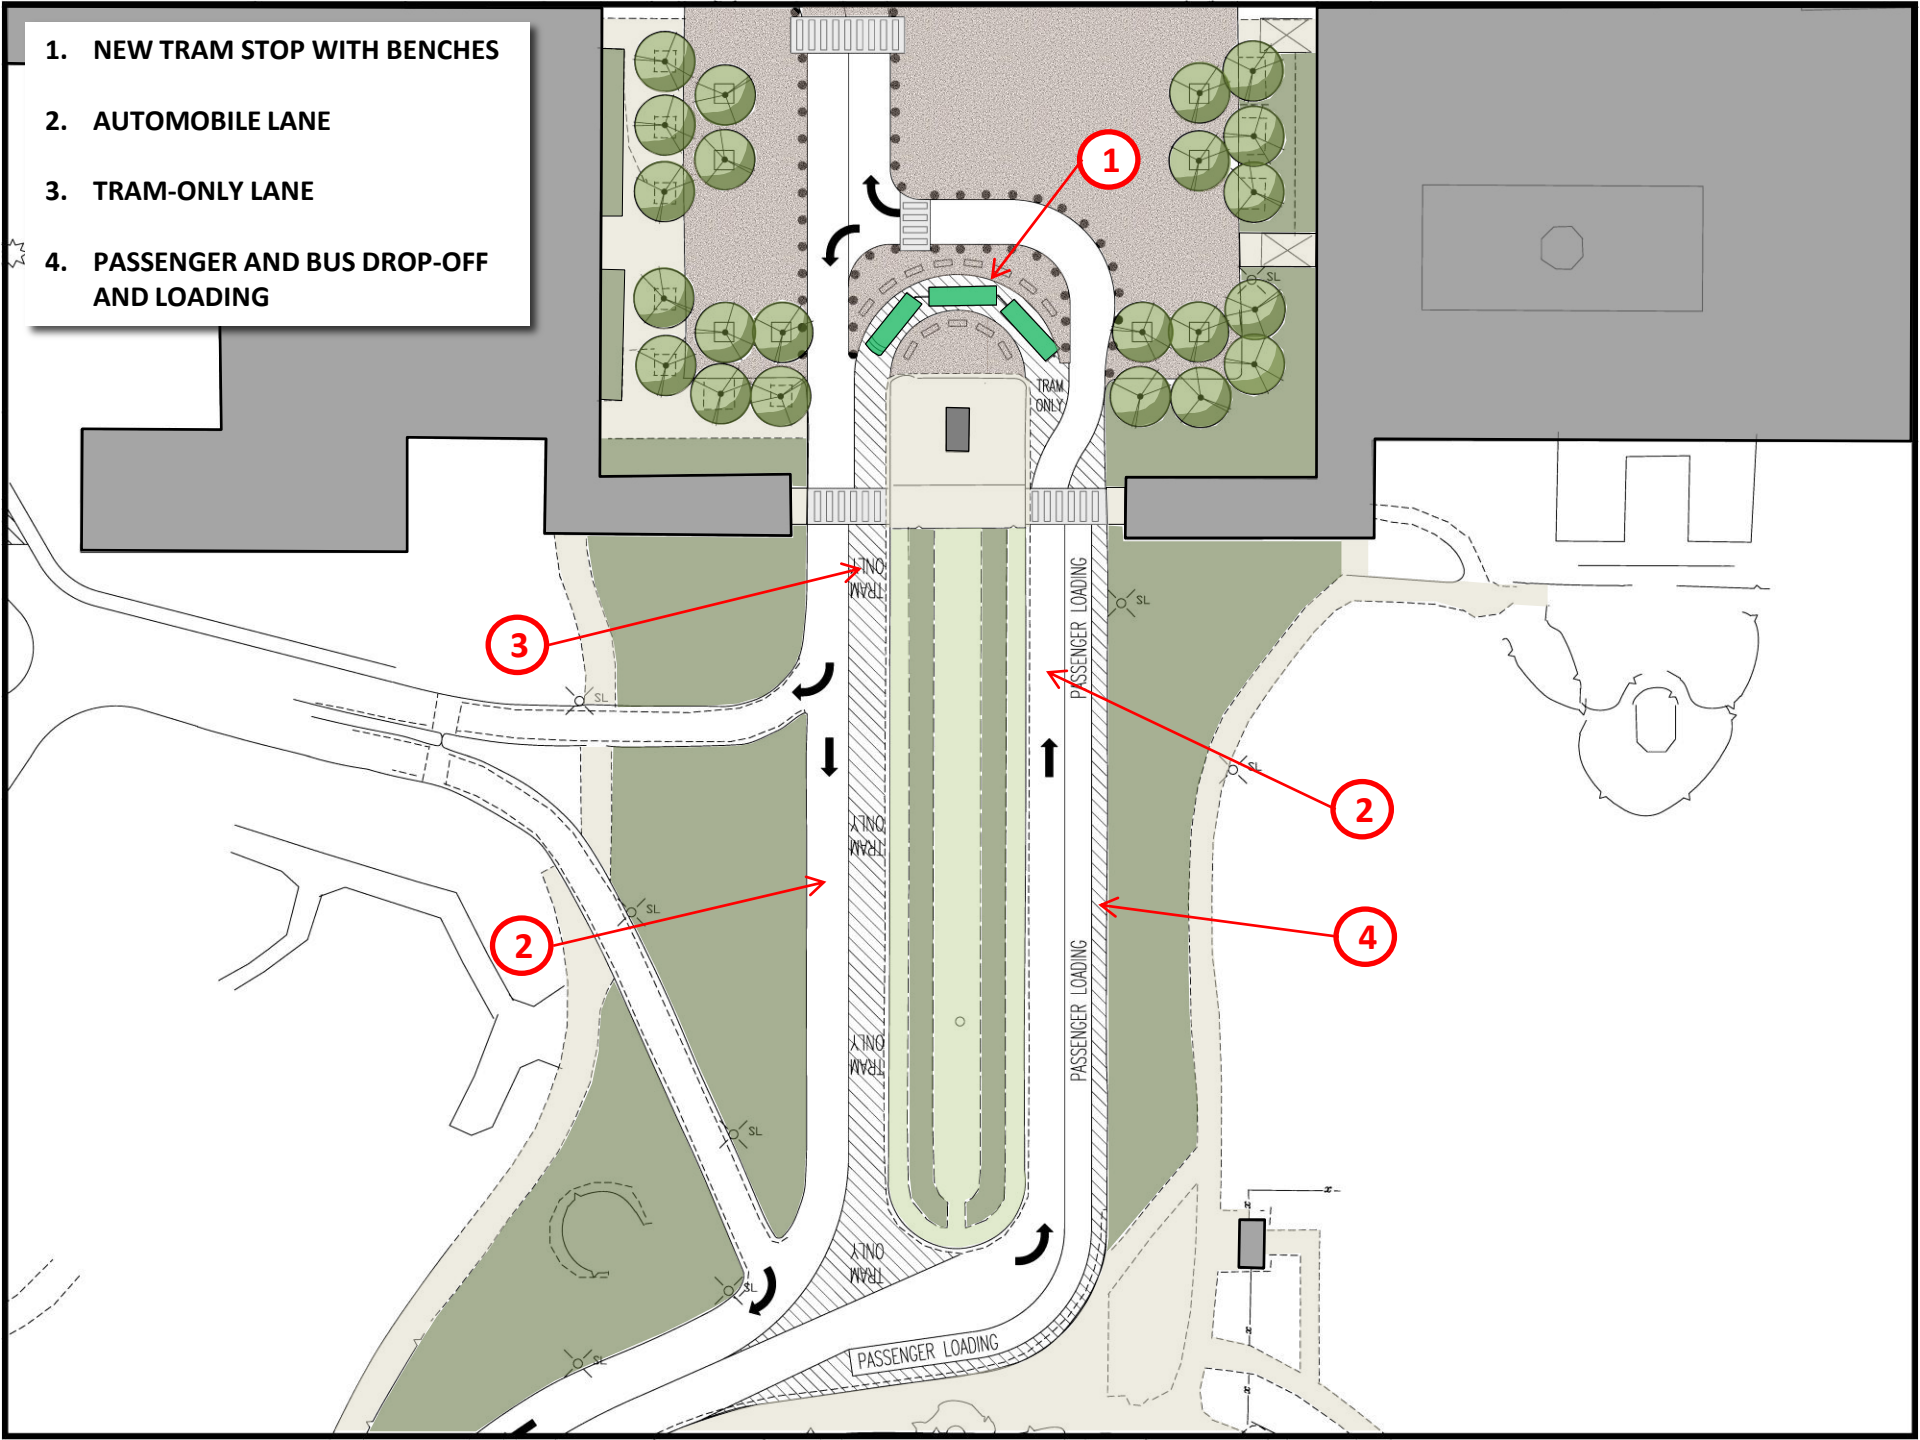 1. NEW TRAM STOP WITH BENCHES
2. AUTOMOBILE LANE
3. TRAM-ONLY LANE
4. PASSENGER AND BUS DROP-OFF
AND LOADING
1
SL
TRAM
ONLY
TRAM
ONLY
PASSENGER LOADING
SL
3
SL
SL
2
TRAM
ONLY
SL
2
4
PASSENGER LOADING
TRAM
ONLY
SL
TRAM
ONLY
SL
PASSENGER LOADING
SL
x
H
H
H